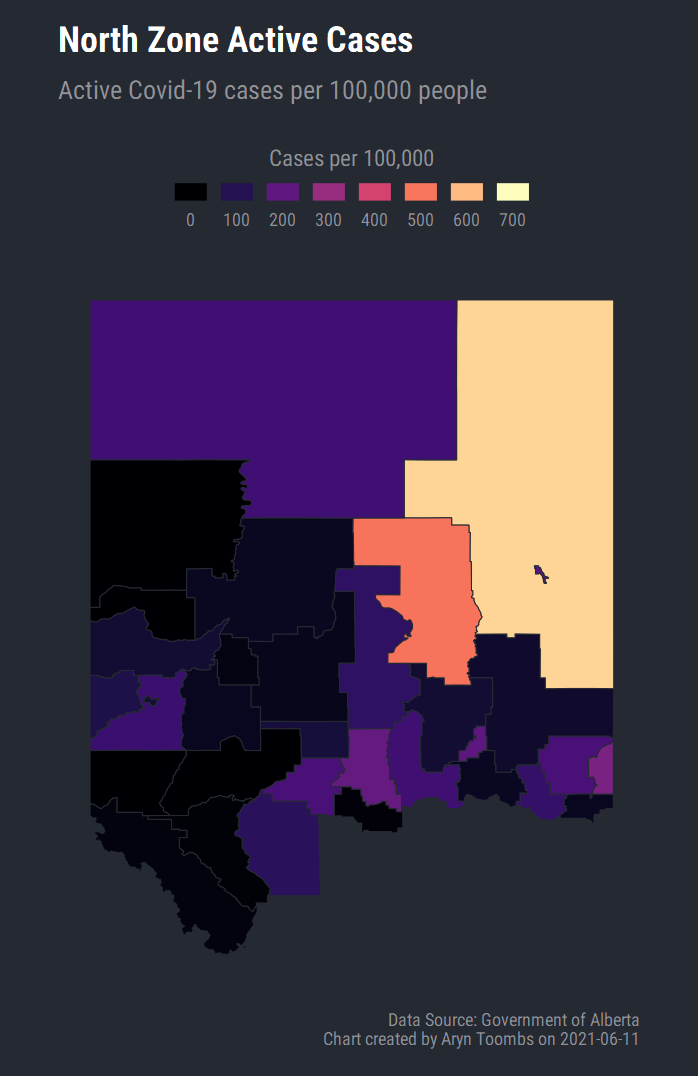 North Zone Active Cases
Active Covid-19 cases per 100,000 people
Cases per 100,000
0 100 200 300 400 500 600 700
Data Source: Government of Alberta
Chart created by Aryn Toombs on 2021-06-11